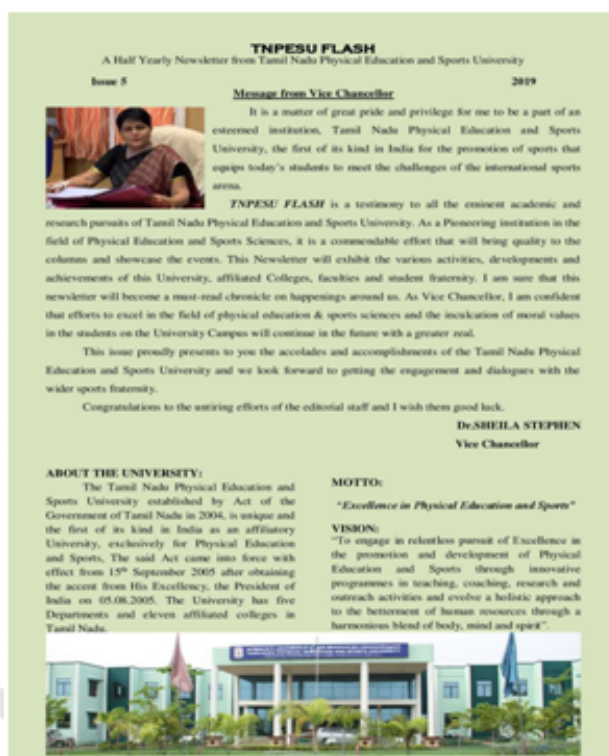 TNPESU FLASH
A Half Yearly Newsletter from Tamil Nadu Physical Education and Sports University
Issue 5 2019
Message from Vice Chancellor
It is a matter of great pride and privilege for me to be a part of an
esteemed institution, Tamil Nadu Physical Education and Sports
University, the first of its kind in India for the promotion of sports that
equips today's students to meet the challenges of the international sports
arena.
TNPESU FLASH is a testimony to all the eminent academic and
research pursuits of Tamil Nadu Physical Education and Sports University. As a Pioneering institution in the
field of Physical Education and Sports Sciences, it is a commendable effort that will bring quality to the
columns and showcase the events. This Newsletter will exhibit the various activities, developments and
achievements of this University, affiliated Colleges, faculties and student fraternity. I am sure that this
newsletter will become a must-read chronicle on happenings around us. As Vice Chancellor, I am confident
that efforts to excel in the field of physical education & sports sciences and the inculcation of moral values
in the students on the University Campus will continue in the future with a greater zeal.
This issue proudly presents to you the accolades and accomplishments of the Tamil Nadu Physical
Education and Sports University and we look forward to getting the engagement and dialogues with the
wider sports fraternity.
Congratulations to the untiring efforts of the editorial staff and I wish them good luck.
Dr.SHEILA STEPHEN
Vice Chancellor
ABOUT THE UNIVERSITY:
The Tamil Nadu Physical Education and
Sports University established by Act of the
Government of Tamil Nadu in 2004, is unique and
the first of its kind in India as an affiliatory
University, exclusively for Physical Education
and Sports, The said Act came into force with
effect from 15th September 2005 after obtaining
the accent from His Excellency, the President of
India on 05.08.2005. The University has five
Departments and eleven affiliated colleges in
Tamil Nadu.
MOTTO:
"Excellence in Physical Education and Sports"
VISION:
"To engage in relentless pursuit of Excellence in
the promotion and development of Physical
Education and Sports through innovative
programmes in teaching, coaching, research and
outreach activities and evolve a holistic approach
to the betterment of human resources through a
harmonious blend of body, mind and spirit".